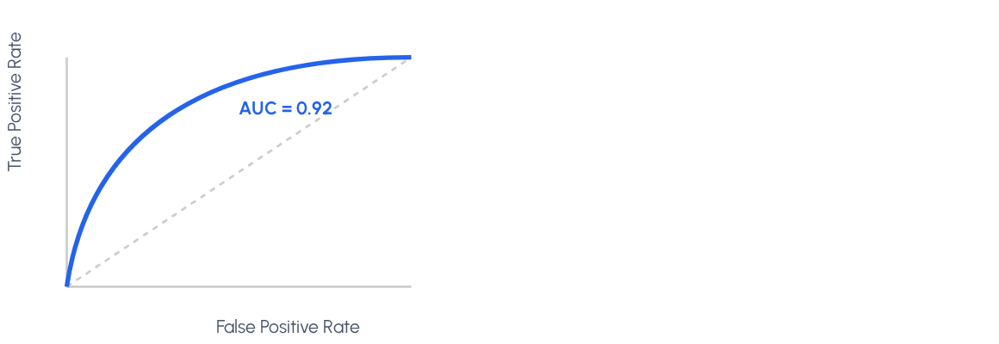 True Positive Rate
AUC = 0.92
False Positive Rate